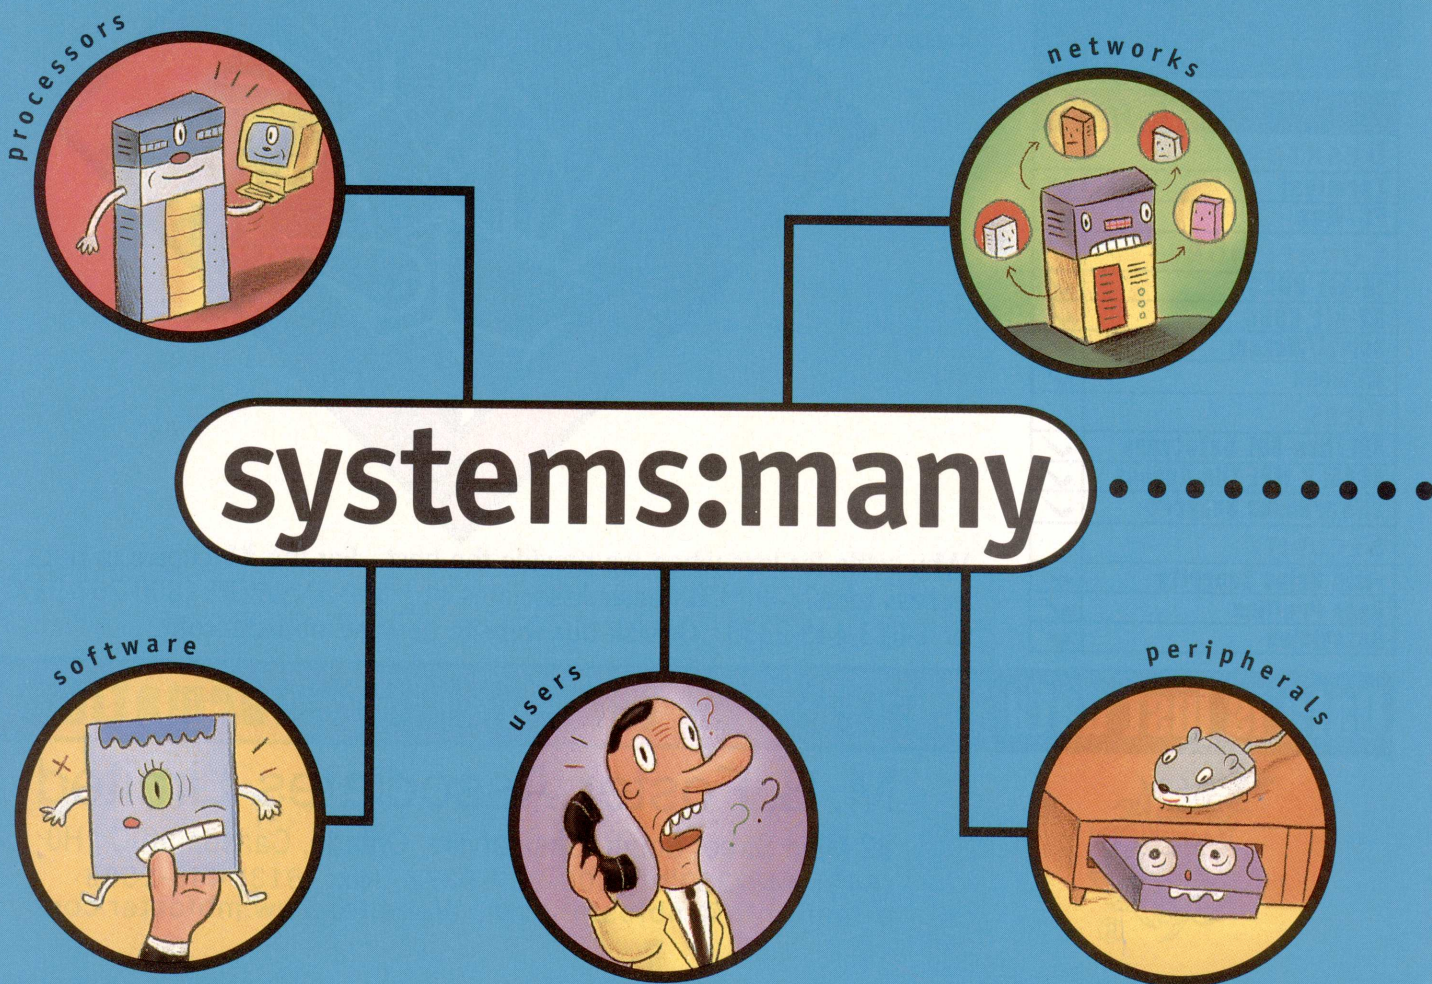 processors
networks
systems:many
software
users
peripherals